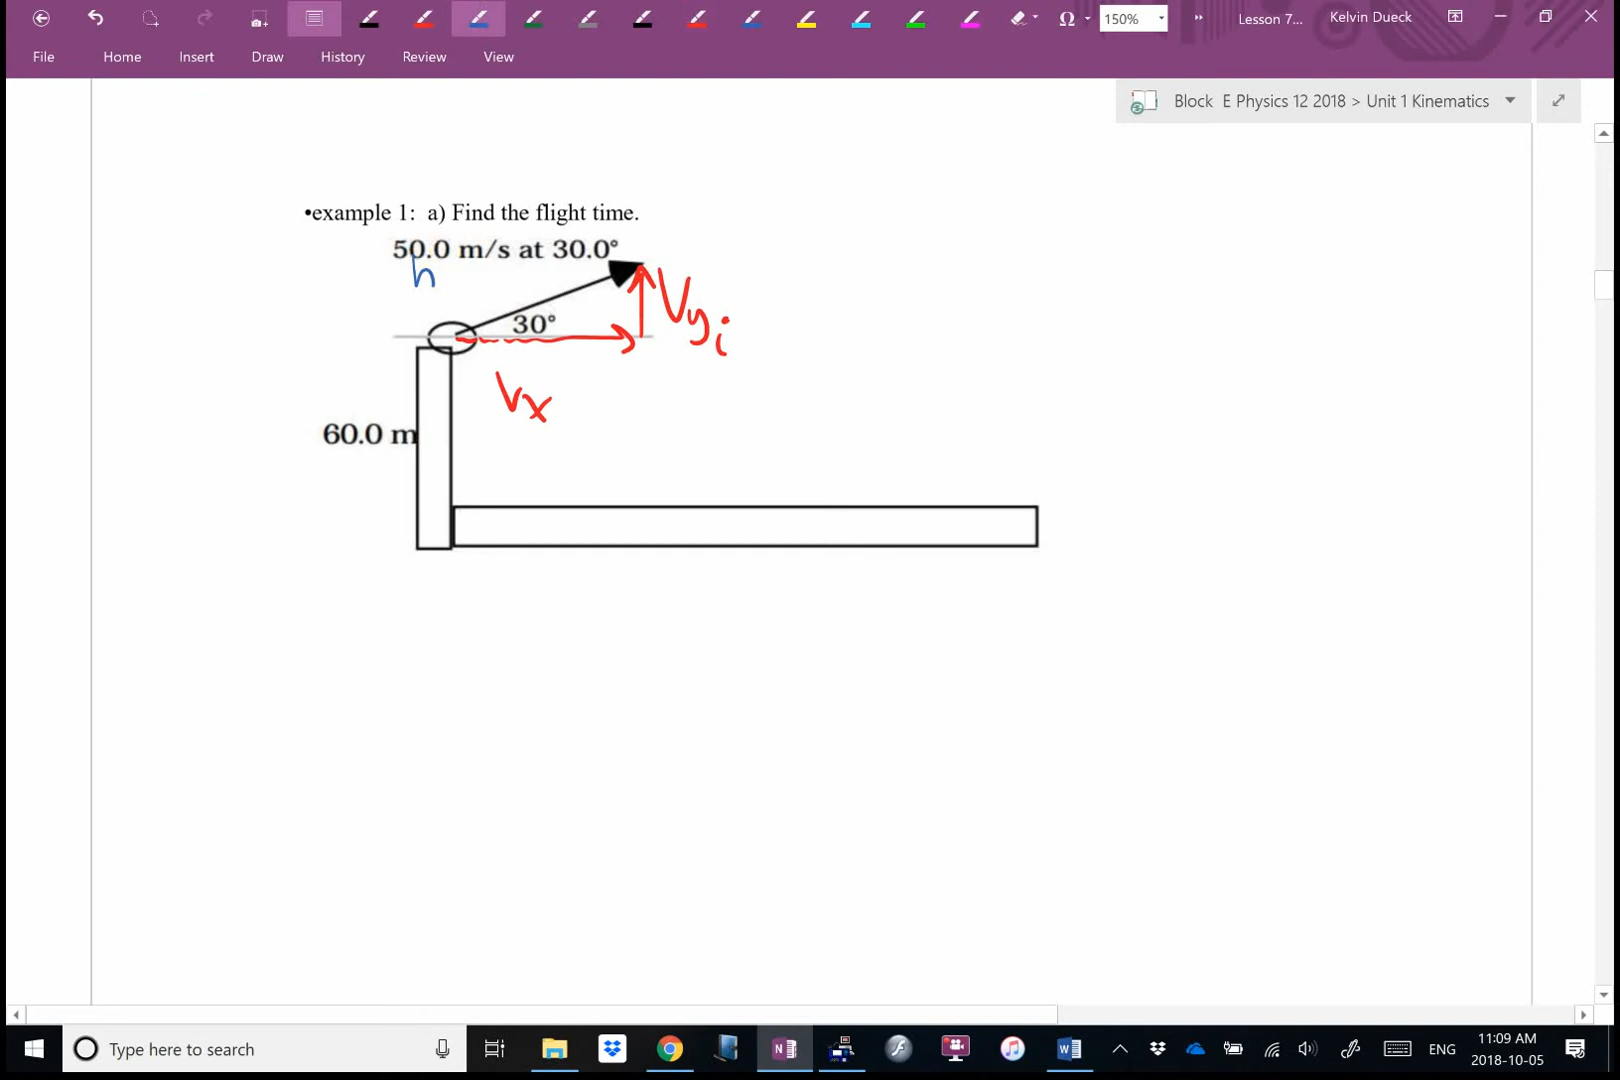 150%
Lesson 7...
Kelvin Dueck
File
Home
Insert
Draw
History
Review
View
Block E Physics 12 2018 > Unit 1 Kinematics
•example 1: a) Find the flight time.
50.0 m/s at 30.0°
h
30°
Vyi
Vx
60.0 m
Type here to search
ENG
11:09 AM
2018-10-05